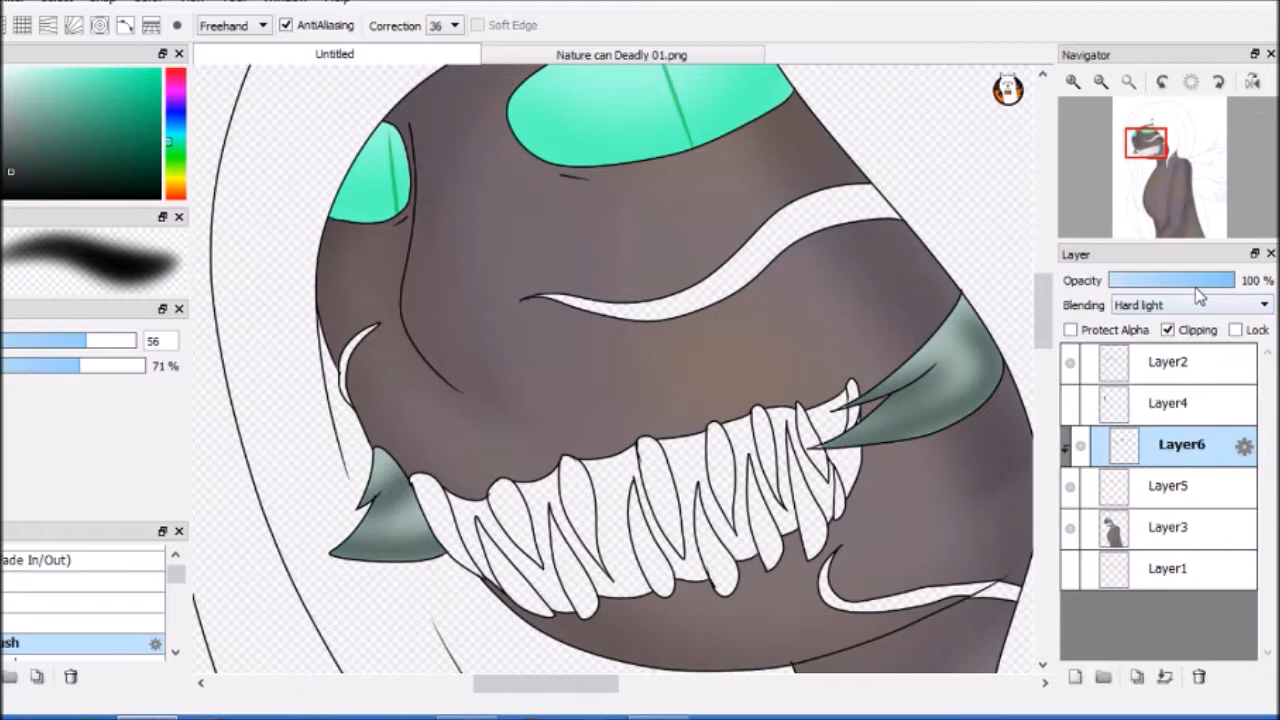 Freehand AntiAliasing Correction 36 Soft Edge
Untitled Nature can Deadly 01.png
Navigator
Layer
Opacity 100 %
Blending Hard light
Protect Alpha Clipping Lock
56
71 %
Layer2
Layer4
Layer6
Layer5
Layer3
Layer1
ade In/Out)
ush